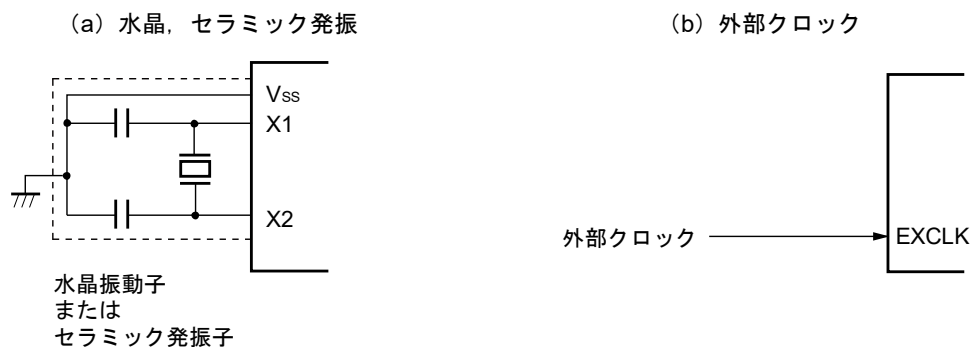 （a）水晶，セラミック発振
VSS
X1
X2
水晶振動子
または
セラミック発振子
（b）外部クロック
外部クロック
EXCLK